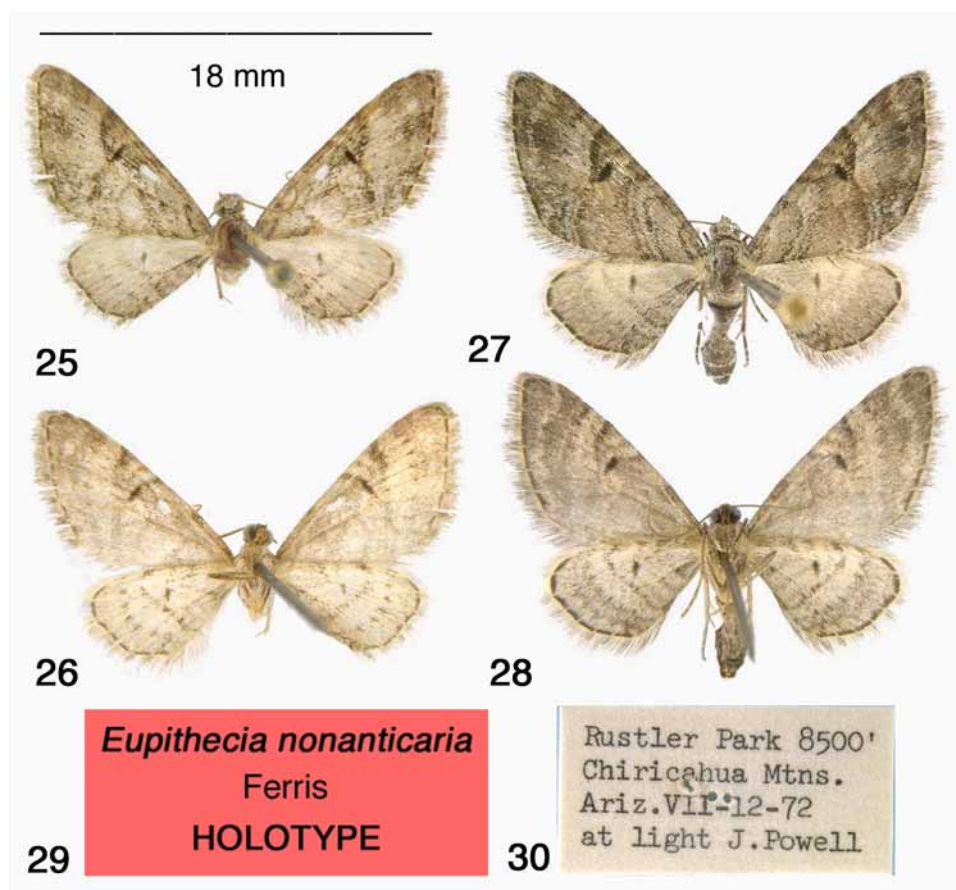 18 mm
25
27
26
28
Eupithecia nonanticaria
Ferris
HOLOTYPE
29
Rustler Park 8500'
Chiricahua Mtns.
Ariz.VII-12-72
at light J.Powell
30